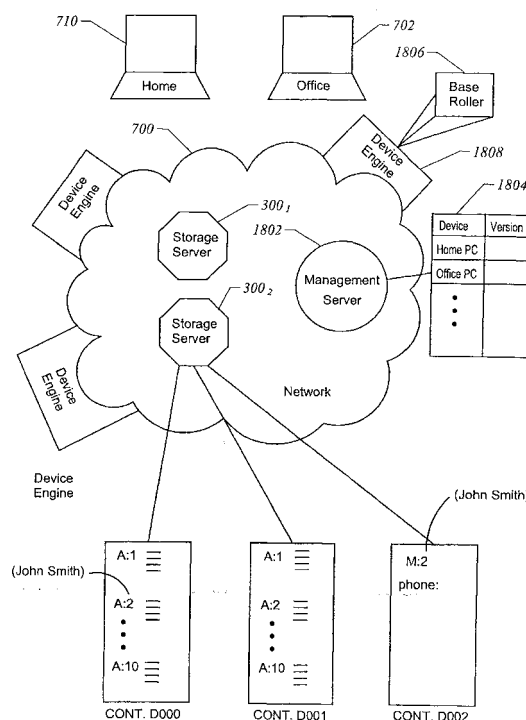 710
702
1806
Home
Office
Base
Roller
700
Device
Engine
1808
Device
Engine
300 1
Storage
Server
1802
1804
Device Version
Home PC
Office PC
Management
Server
300 2
Storage
Server
Device
Engine
Network
Device
Engine
(John Smith)
A:1
A:1
M:2
phone:
(John Smith)
A:2
A:2
A:10
A:10
CONT. D000
CONT. D001
CONT. D002